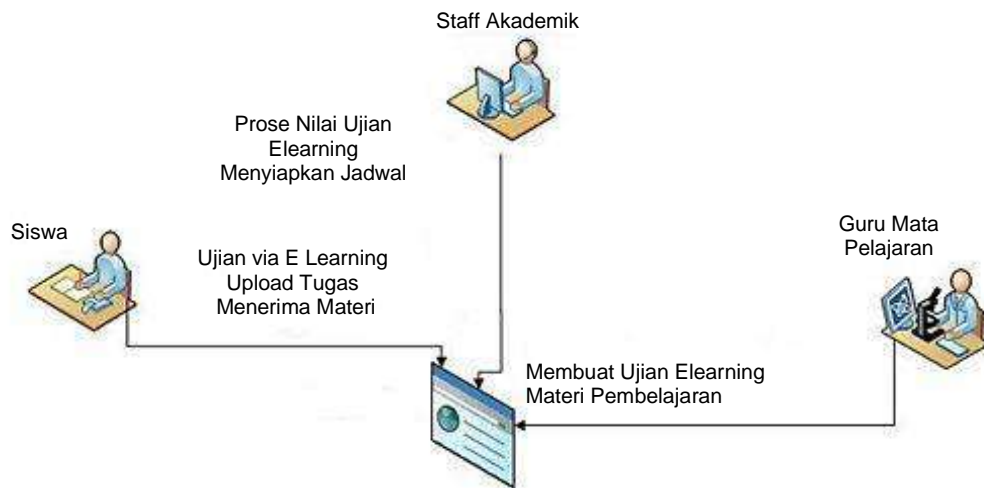 Staff Akademik
Prose Nilai Ujian
Elearning
Menyiapkan Jadwal
Siswa
Ujian via E Learning
Upload Tugas
Menerima Materi
Guru Mata
Pelajaran
Membuat Ujian Elearning
Materi Pembelajaran